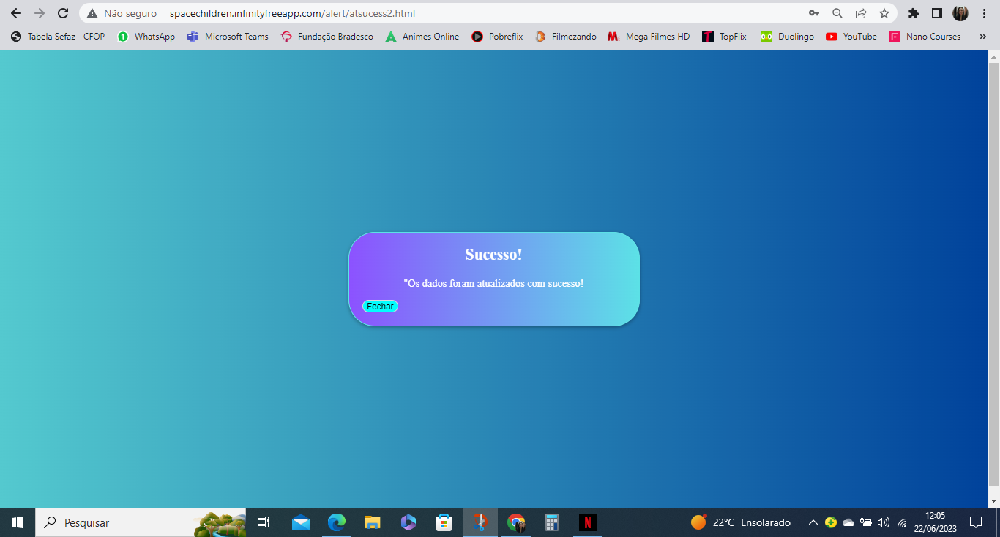 Não seguro
spacechildren.infinityfreeapp.com/alert/atsucess2.html
Tabela Sefaz - CFOP
1
WhatsApp
Microsoft Teams
Fundação Bradesco
Animes Online
Pobreflix
Filmezando
Mega Filmes HD
TopFlix
Duolingo
YouTube
Nano Courses
»
Sucesso!
"Os dados foram atualizados com sucesso!
Fechar
Pesquisar
22°C Ensolarado
12:05
22/06/2023